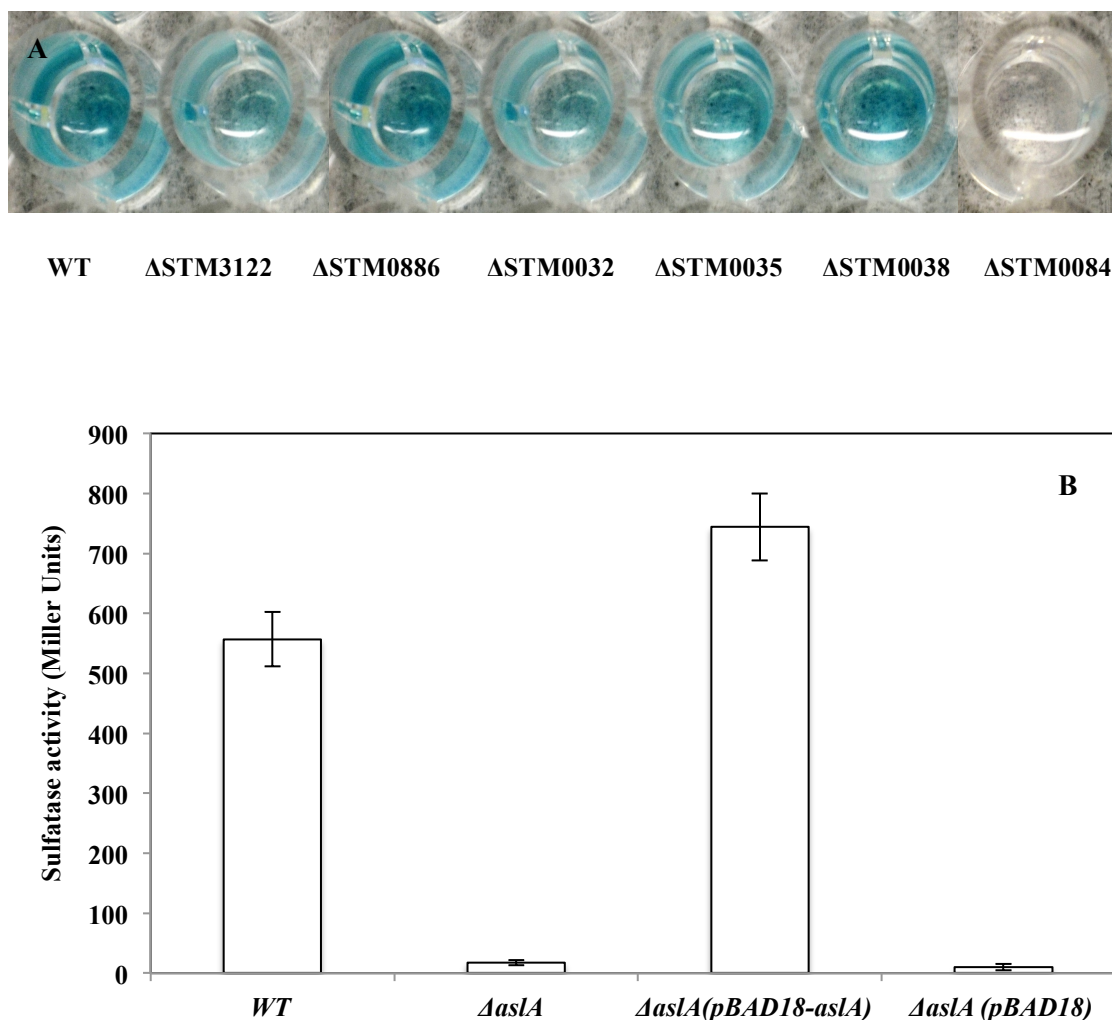 A
WT ΔSTM3122 ΔSTM0886 ΔSTM0032 ΔSTM0035 ΔSTM0038 ΔSTM0084
900
B
800
700
600
500
400
300
200
100
0
Sulfatase activity (Miller Units)
WT ΔaslA ΔaslA(pBAD18-aslA) ΔaslA (pBAD18)